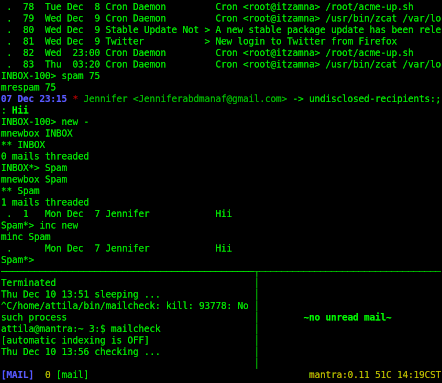 .  78  Tue Dec  8 Cron Daemon         Cron <root@itzamna> /root/acme-up.sh
.  79  Wed Dec  9 Cron Daemon         Cron <root@itzamna> /usr/bin/zcat /var/lo
.  80  Wed Dec  9 Stable Update Not > A new stable package update has been rele
.  81  Wed Dec  9 Twitter           > New login to Twitter from Firefox
.  82  Wed  23:00 Cron Daemon         Cron <root@itzamna> /root/acme-up.sh
.  83  Thu  03:20 Cron Daemon         Cron <root@itzamna> /usr/bin/zcat /var/lo
INBOX-100> spam 75
mrespam 75
07 Dec 23:15 * Jennifer <Jenniferabdmanaf@gmail.com> -> undisclosed-recipients:;
: Hii
INBOX-100> new -
mnewbox INBOX
** INBOX
0 mails threaded
INBOX*> Spam
mnewbox Spam
** Spam
1 mails threaded
.  1   Mon Dec  7 Jennifer            Hii
Spam*> inc new
minc Spam
.      Mon Dec  7 Jennifer            Hii
Spam*>
Terminated
Thu Dec 10 13:51 sleeping ...
^C/home/attila/bin/mailcheck: kill: 93778: No
such process
~no unread mail~
attila@mantra:~ 3:$ mailcheck
[automatic indexing is OFF]
Thu Dec 10 13:56 checking ...
[MAIL]  0 [mail]
mantra:0.11 51C 14:19CST